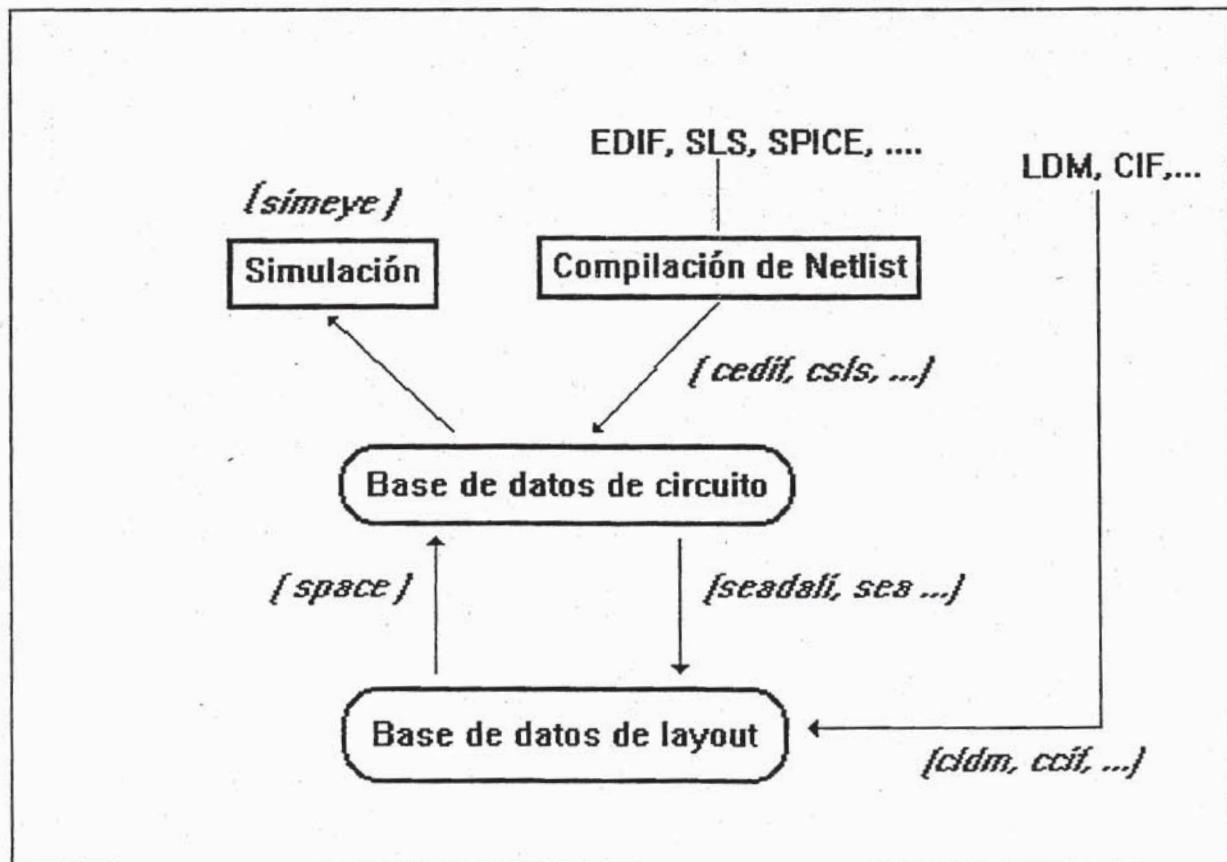 EDIF, SLS, SPICE, ....
LDM, CIF,...
{simeye }
Simulación
Compilación de Netlist
{ cedif, csls, ...}
Base de datos de circuito
{ space }
{seadali, sea ...}
Base de datos de layout
{cldm, ccif, ...}